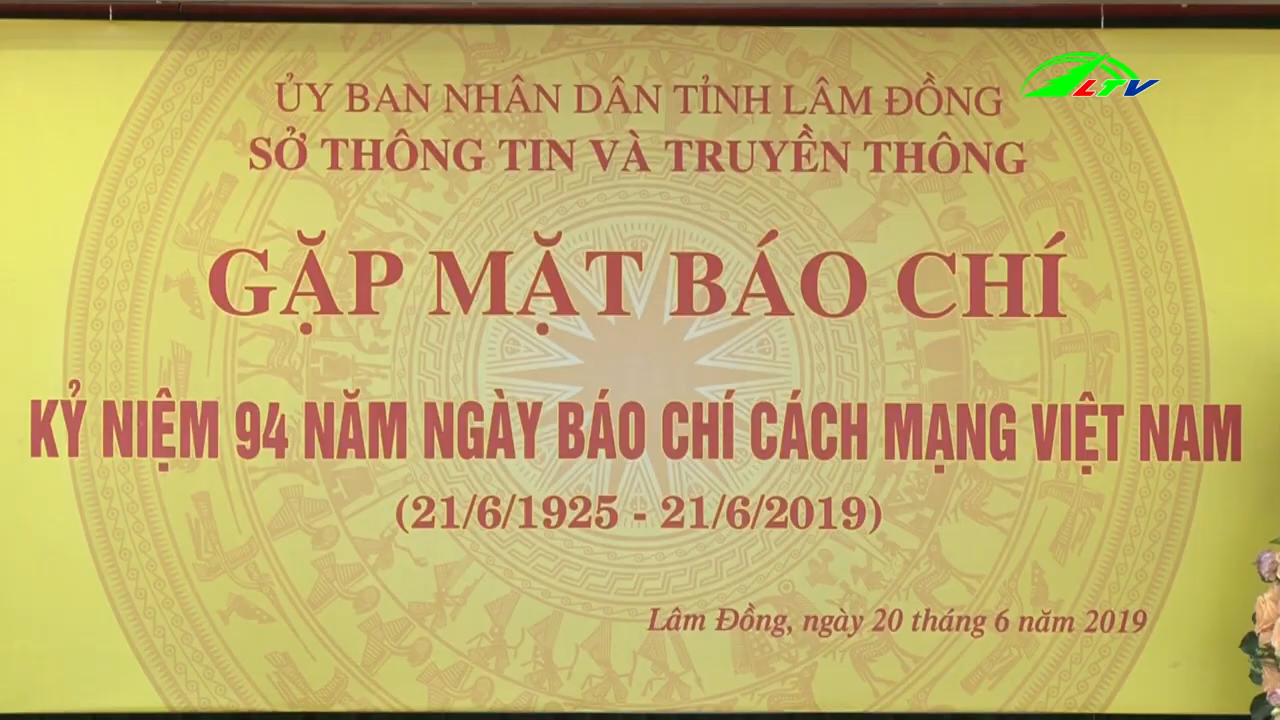 LTV
ỦY BAN NHÂN DÂN TỈNH LÂM ĐỒNG
SỞ THÔNG TIN VÀ TRUYỀN THÔNG
GẶP MẶT BÁO CHÍ
KỶ NIỆM 94 NĂM NGÀY BÁO CHÍ CÁCH MẠNG VIỆT NAM
(21/6/1925 - 21/6/2019)
Lâm Đồng, ngày 20 tháng 6 năm 2019